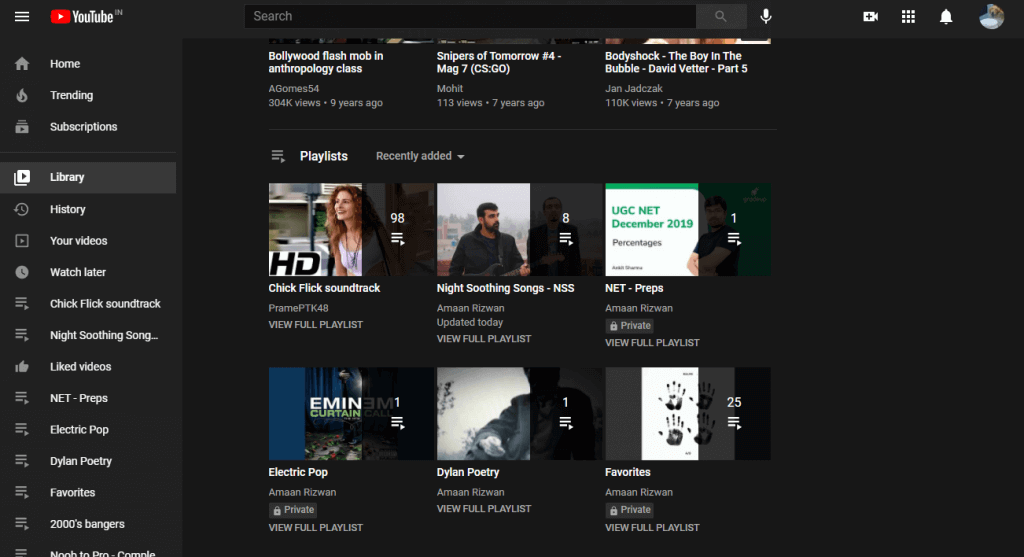 YouTube IN
Search
Home
Trending
Subscriptions
Library
History
Your videos
Watch later
Chick Flick soundtrack
Night Soothing Song...
Liked videos
NET - Preps
Electric Pop
Dylan Poetry
Favorites
2000's bangers
Noob to Pro - Comple
Bollywood flash mob in
anthropology class
AGomes54
304K views • 9 years ago
Snipers of Tomorrow #4 -
Mag 7 (CS:GO)
Mohit
113 views • 7 years ago
Bodyshock - The Boy In The
Bubble - David Vetter - Part 5
Jan Jadczak
110K views • 7 years ago
Playlists
Recently added
HD
98
Chick Flick soundtrack
PramePTK48
VIEW FULL PLAYLIST
8
Night Soothing Songs - NSS
Amaan Rizwan
Updated today
VIEW FULL PLAYLIST
UGC NET
December 2019
Percentages
Ankit Sharma
1
NET - Preps
Amaan Rizwan
Private
VIEW FULL PLAYLIST
EMINEM
CURTAIN CALL
1
Electric Pop
Amaan Rizwan
Private
VIEW FULL PLAYLIST
1
Dylan Poetry
Amaan Rizwan
VIEW FULL PLAYLIST
25
Favorites
Amaan Rizwan
Private
VIEW FULL PLAYLIST